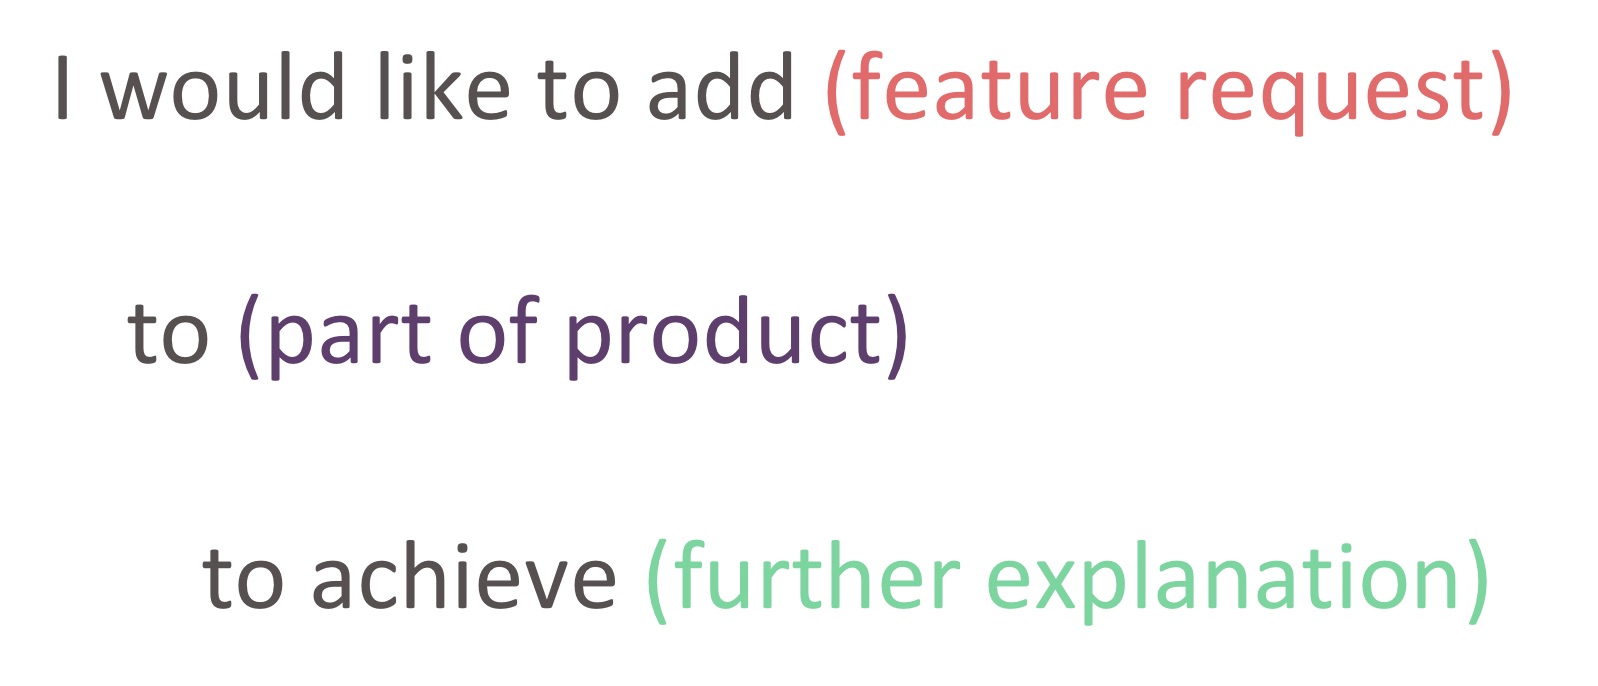 I would like to add (feature request)
to (part of product)
to achieve (further explanation)